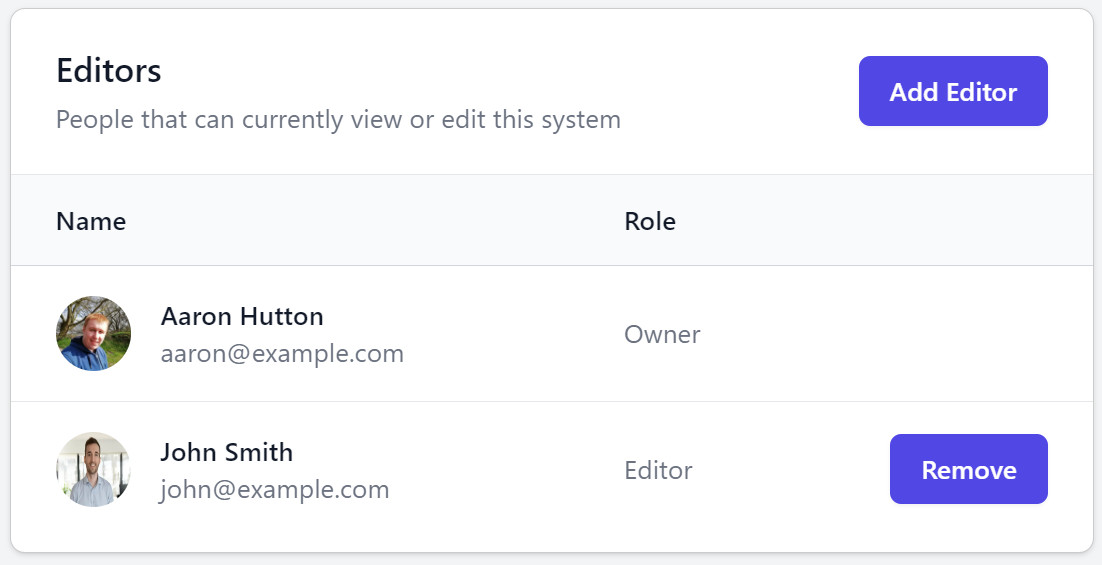 Editors
Add Editor
People that can currently view or edit this system
Name Role
Aaron Hutton
aaron@example.com
Owner
John Smith
john@example.com
Editor
Remove